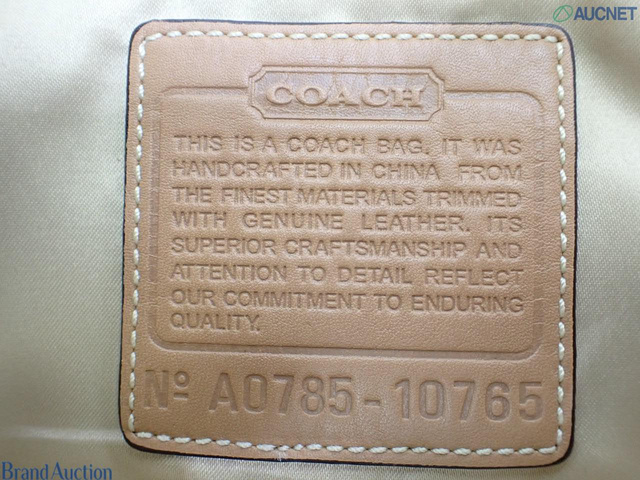 AUCNET
COACH
THIS IS A COACH BAG. IT WAS
HANDCRAFTED IN CHINA FROM
THE FINEST MATERIALS TRIMMED
WITH GENUINE LEATHER. ITS
SUPERIOR CRAFTSMANSHIP AND
ATTENTION TO DETAIL REFLECT
OUR COMMITMENT TO ENDURING
QUALITY.
Nº A0785-10765
Brand Auction